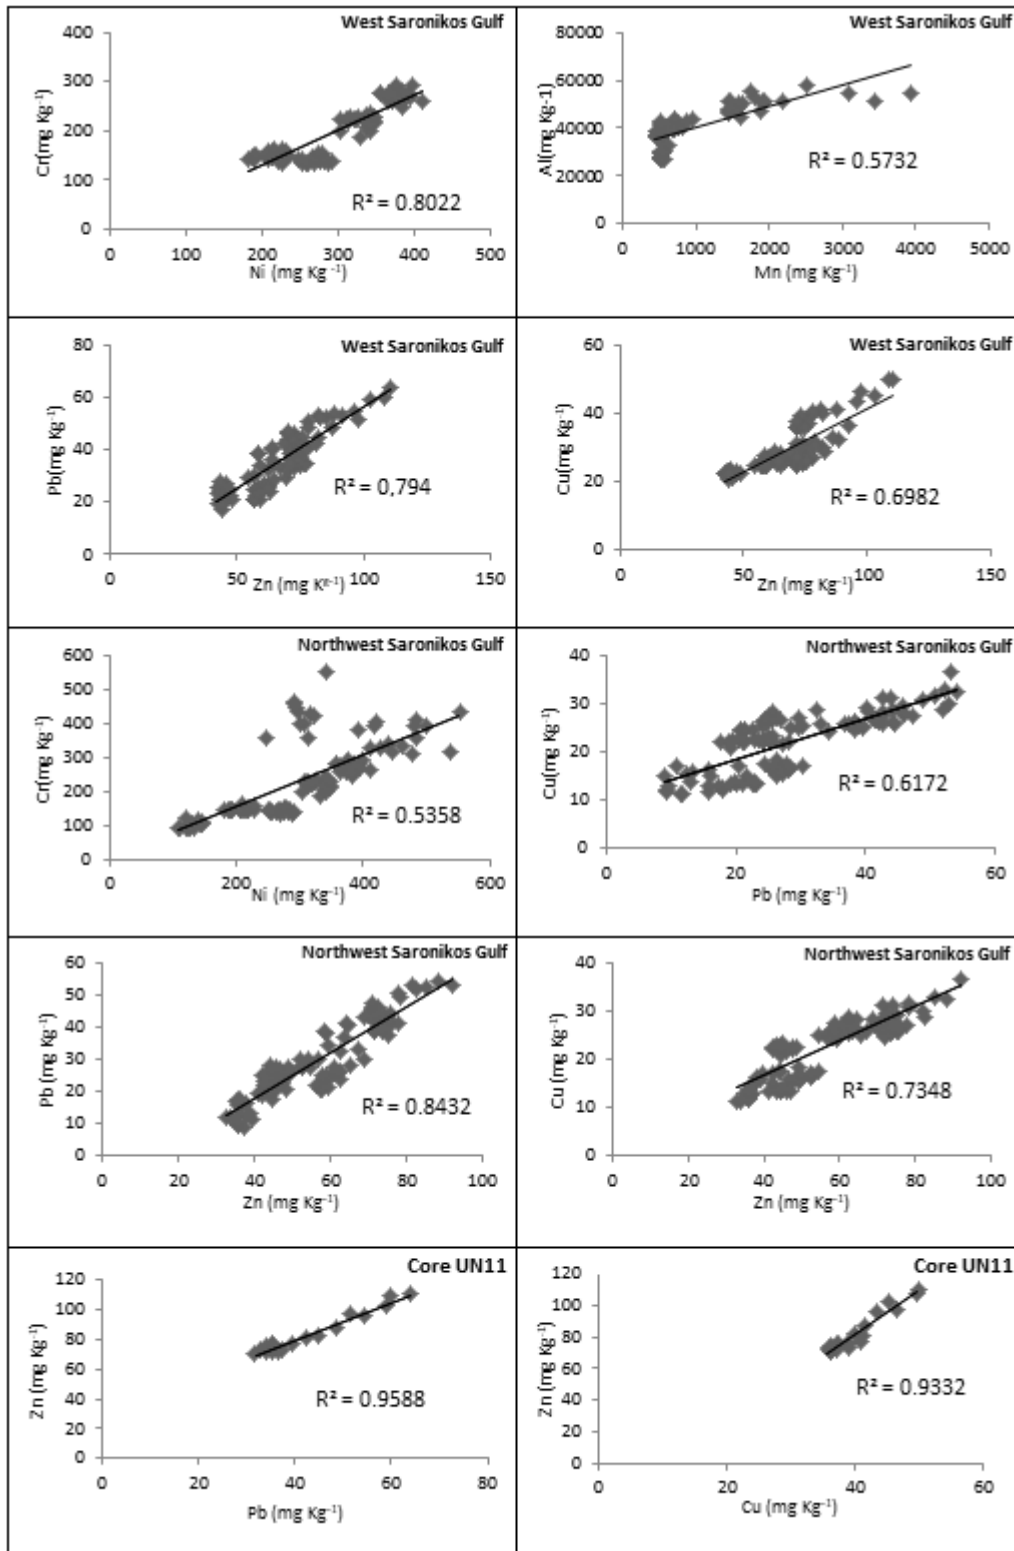 West Saronikos Gulf
400
300
200
100
0
Cr(mg Kg⁻¹)
R² = 0.8022
0 100 200 300 400 500
Ni (mg Kg⁻¹)
West Saronikos Gulf
80000
60000
40000
20000
0
Al(mg Kg-1)
R² = 0.5732
0 1000 2000 3000 4000 5000
Mn (mg Kg⁻¹)
West Saronikos Gulf
80
60
40
20
0
Pb(mg Kg⁻¹)
R² = 0,794
0 50 100 150
Zn (mg Kg⁻¹)
West Saronikos Gulf
60
40
20
0
Cu(mg Kg⁻¹)
R² = 0.6982
0 50 100 150
Zn (mg Kg⁻¹)
Northwest Saronikos Gulf
600
500
400
300
200
100
0
Cr(mg Kg⁻¹)
R² = 0.5358
0 200 400 600
Ni (mg Kg⁻¹)
Northwest Saronikos Gulf
40
30
20
10
0
Cu(mg Kg⁻¹)
R² = 0.6172
0 20 40 60
Pb (mg Kg⁻¹)
Northwest Saronikos Gulf
60
50
40
30
20
10
0
Pb (mg Kg⁻¹)
R² = 0.8432
0 20 40 60 80 100
Zn (mg Kg⁻¹)
Northwest Saronikos Gulf
40
30
20
10
0
Cu (mg Kg⁻¹)
R² = 0.7348
0 20 40 60 80 100
Zn (mg Kg⁻¹)
Core UN11
120
100
80
60
40
20
0
Zn (mg Kg⁻¹)
R² = 0.9588
0 20 40 60 80
Pb (mg Kg⁻¹)
Core UN11
120
100
80
60
40
20
0
Zn (mg Kg⁻¹)
R² = 0.9332
0 20 40 60
Cu (mg Kg⁻¹)